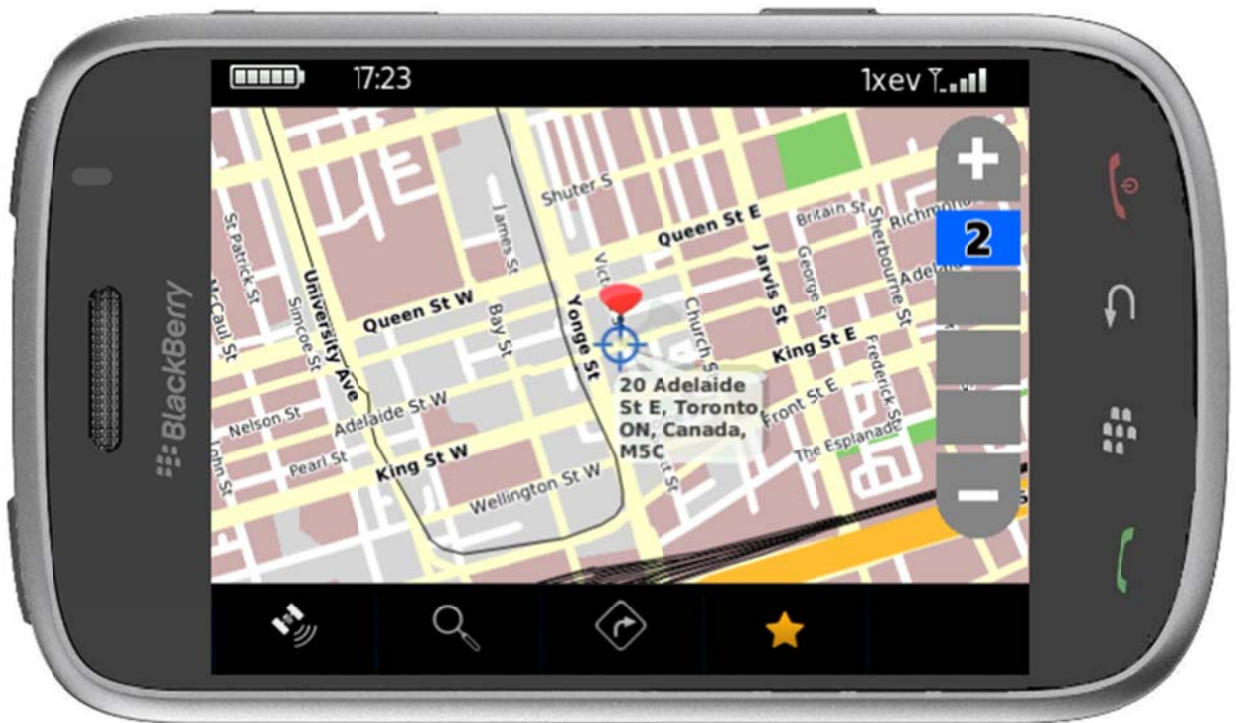 17:23
1xev
BlackBerry
Shuter S
Queen St E
Britain St
Richmo
St Patrick St
James St
Sherbourne St
Jarvis St
George St
Adela
McCaul St
University Ave
Simcoe St
Queen St W
Bay St
Yonge St
Church S
King St E
2
20 Adelaide
St E, Toronto,
ON, Canada,
M5C
Frederick St
Front St E
Nelson St
Adelaide St W
The Esplanade
John St
Pearl St
King St W
Wellington St W